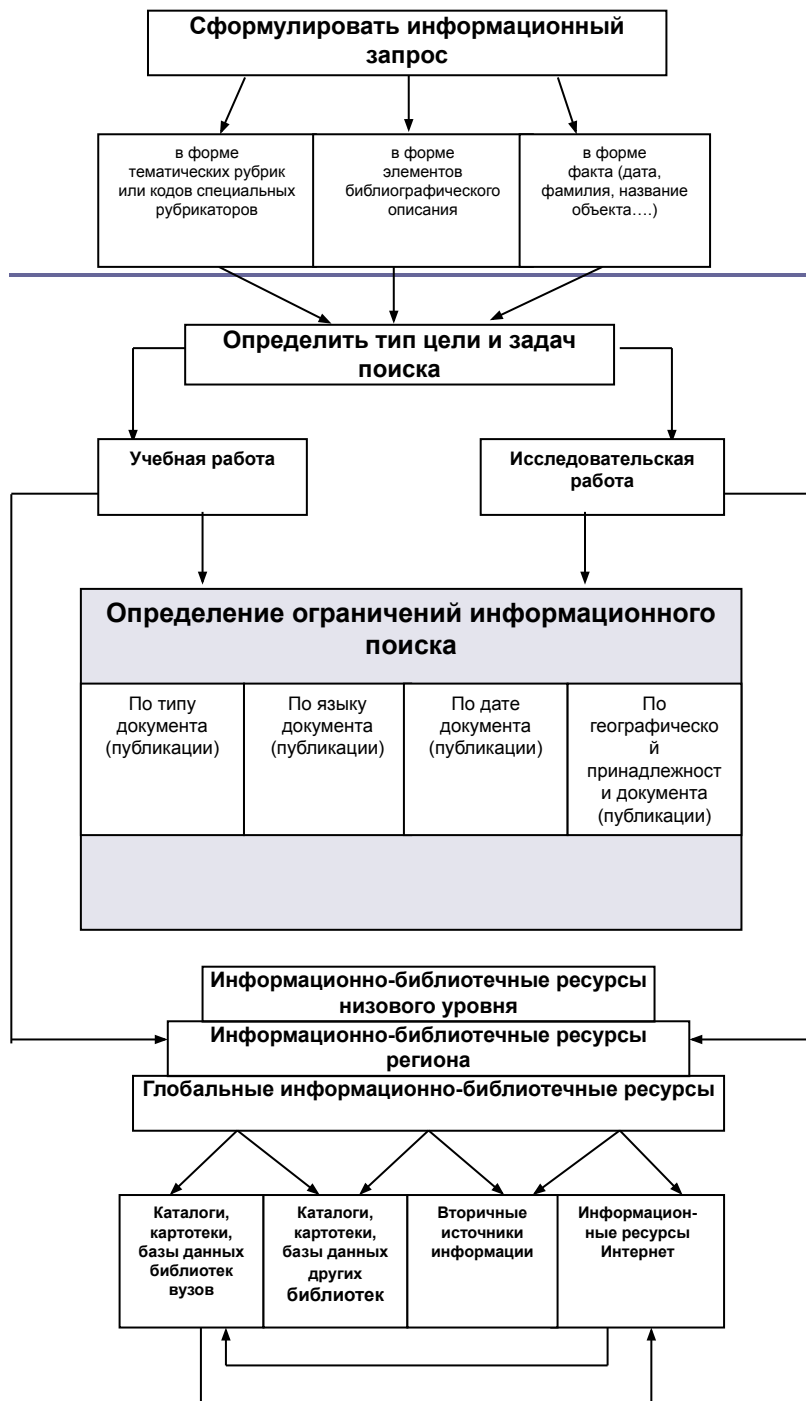 Сформулировать информационный
запрос
в форме
тематических рубрик
или кодов специальных
рубрикаторов
в форме
элементов
библиографического
описания
в форме
факта (дата,
фамилия, название
объекта….)
Определить тип цели и задач
поиска
Учебная работа
Исследовательская
работа
Определение ограничений информационного
поиска
По типу
документа
(публикации)
По языку
документа
(публикации)
По дате
документа
(публикации)
По
географическо
й
принадлежност
и документа
(публикации)
Информационно-библиотечные ресурсы
низового уровня
Информационно-библиотечные ресурсы
региона
Глобальные информационно-библиотечные ресурсы
Каталоги,
картотеки,
базы данных
библиотек
вузов
Каталоги,
картотеки,
базы данных
других
библиотек
Вторичные
источники
информации
Информацион-
ные ресурсы
Интернет